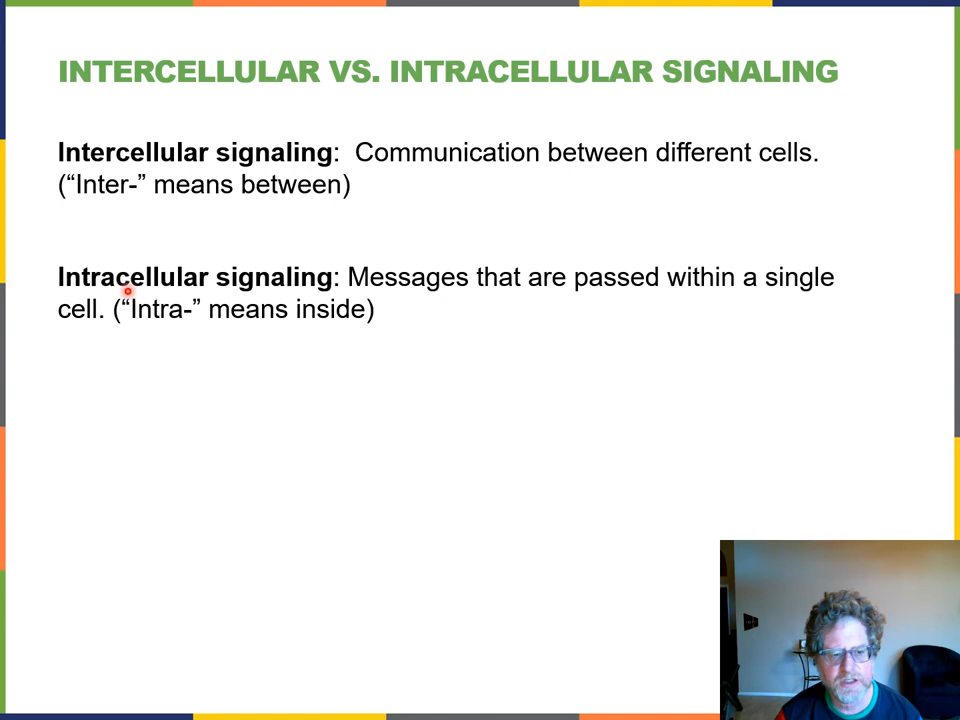 INTERCELLULAR VS. INTRACELLULAR SIGNALING
Intercellular signaling:  Communication between different cells.
(“Inter-” means between)
Intracellular signaling: Messages that are passed within a single
cell. (“Intra-” means inside)